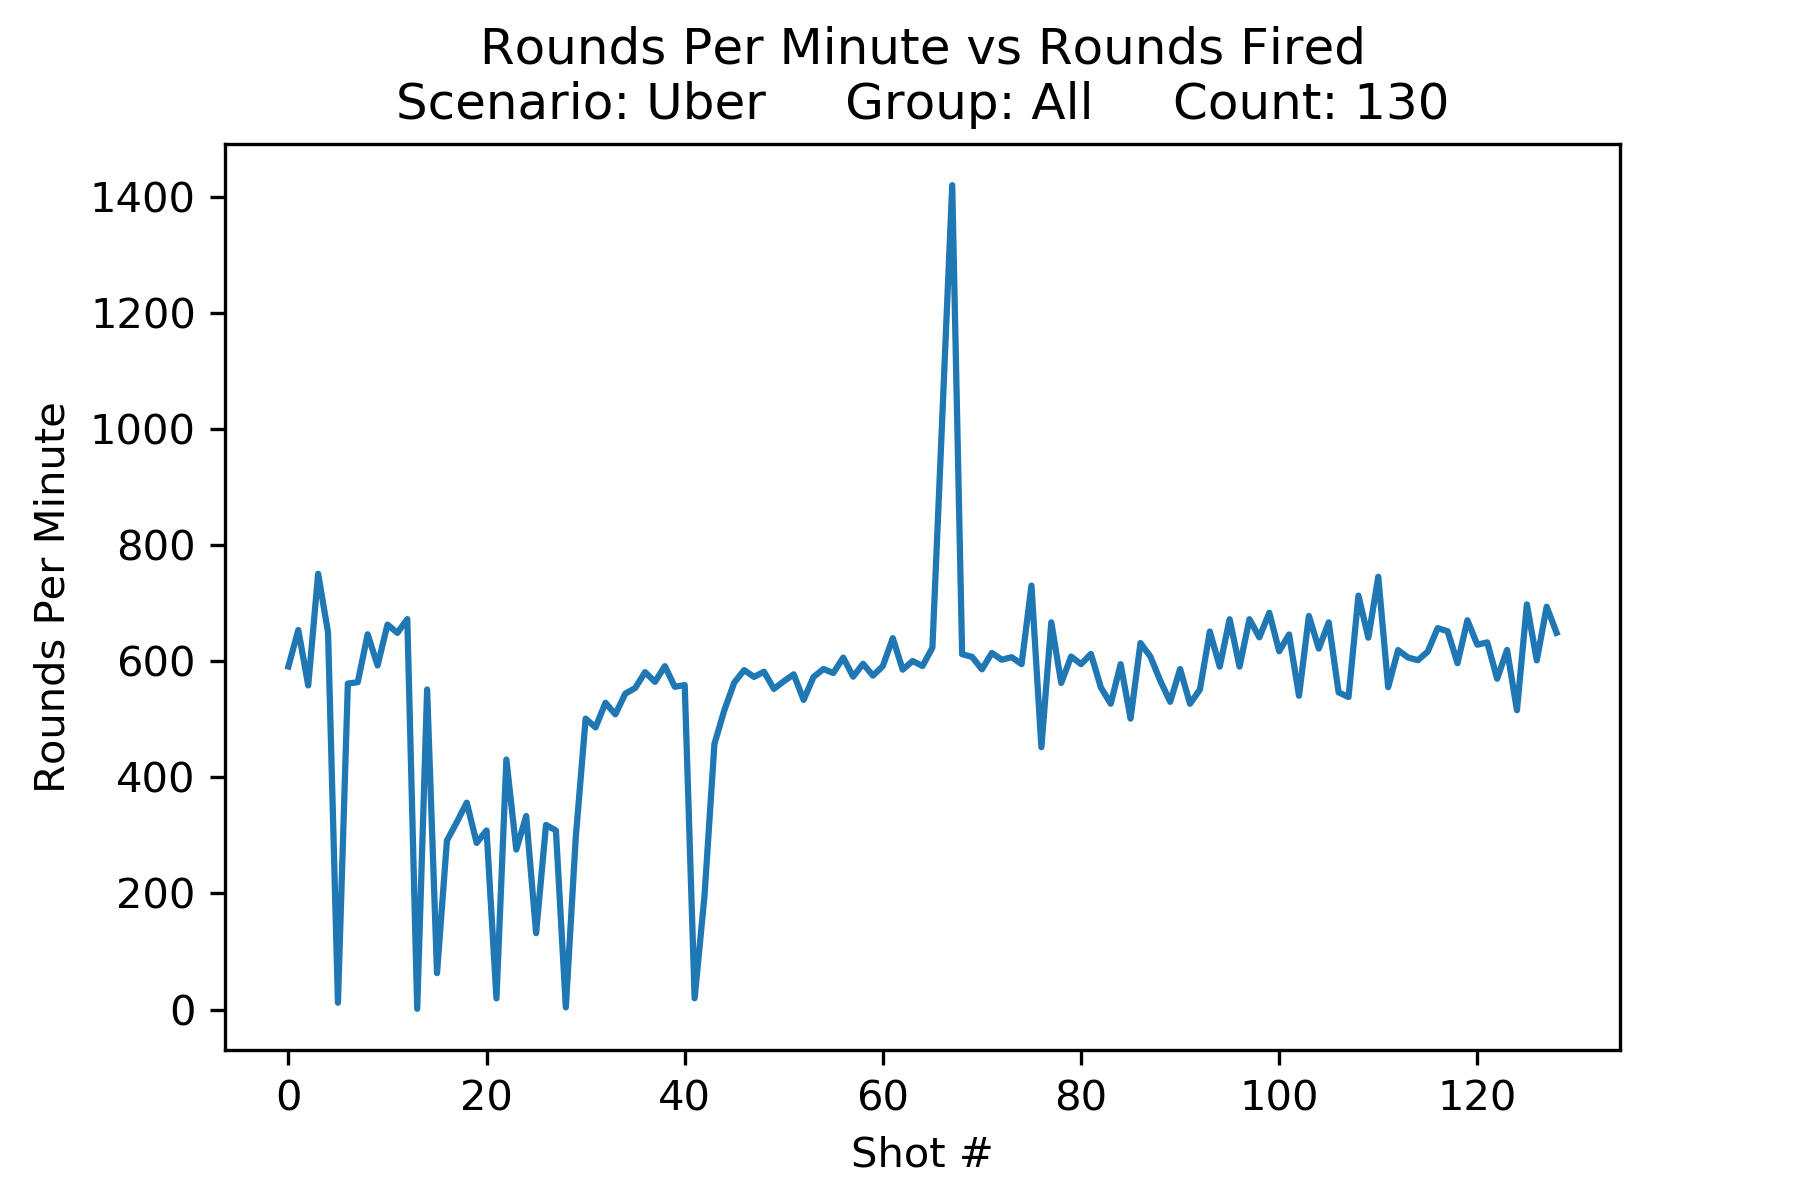 Rounds Per Minute vs Rounds Fired
Scenario: Uber Group: All Count: 130
Rounds Per Minute
1400
1200
1000
800
600
400
200
0
0 20 40 60 80 100 120
Shot #